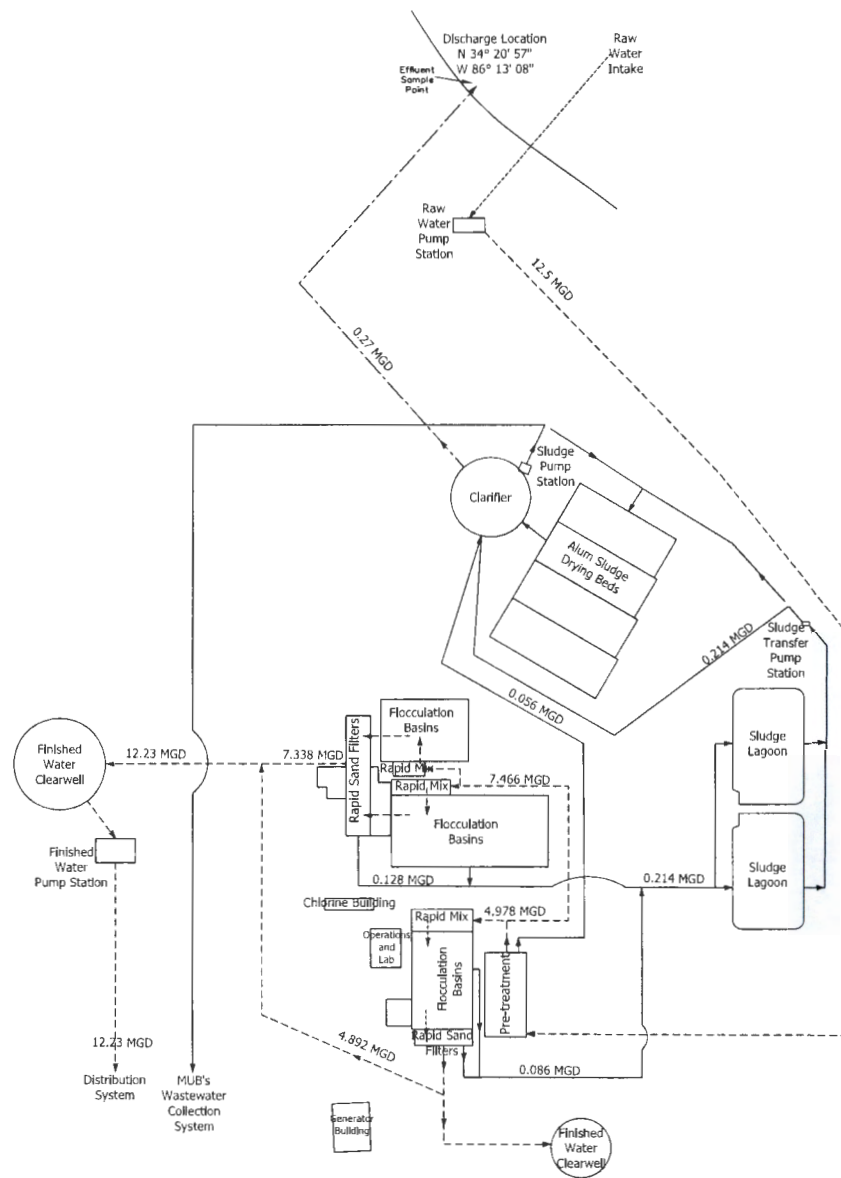 Discharge Location
N 34° 20' 57"
W 86° 13' 08"
Raw
Water
Intake
Effluent
Sample
Point
Raw
Water
Pump
Station
12.5 MGD
0.27 MGD
Sludge
Pump
Station
Clarifier
Alum Sludge
Drying Beds
0.214 MGD
Sludge
Transfer
Pump
Station
0.056 MGD
Flocculation
Basins
Rapid Sand Filters
Finished
Water
Clearwell
12.23 MGD
7.338 MGD
Rapid Mix
7.466 MGD
Rapid Mix
Sludge
Lagoon
Flocculation
Basins
Finished
Water
Pump Station
0.128 MGD
0.214 MGD
Sludge
Lagoon
Chlorine Building
Rapid Mix
4.978 MGD
Operations
and
Lab
Flocculation
Basins
Pre-treatment
Rapid Sand
Filters
4.892 MGD
12.23 MGD
0.086 MGD
Distribution
System
MUB's
Wastewater
Collection
System
Generator
Building
Finished
Water
Clearwell